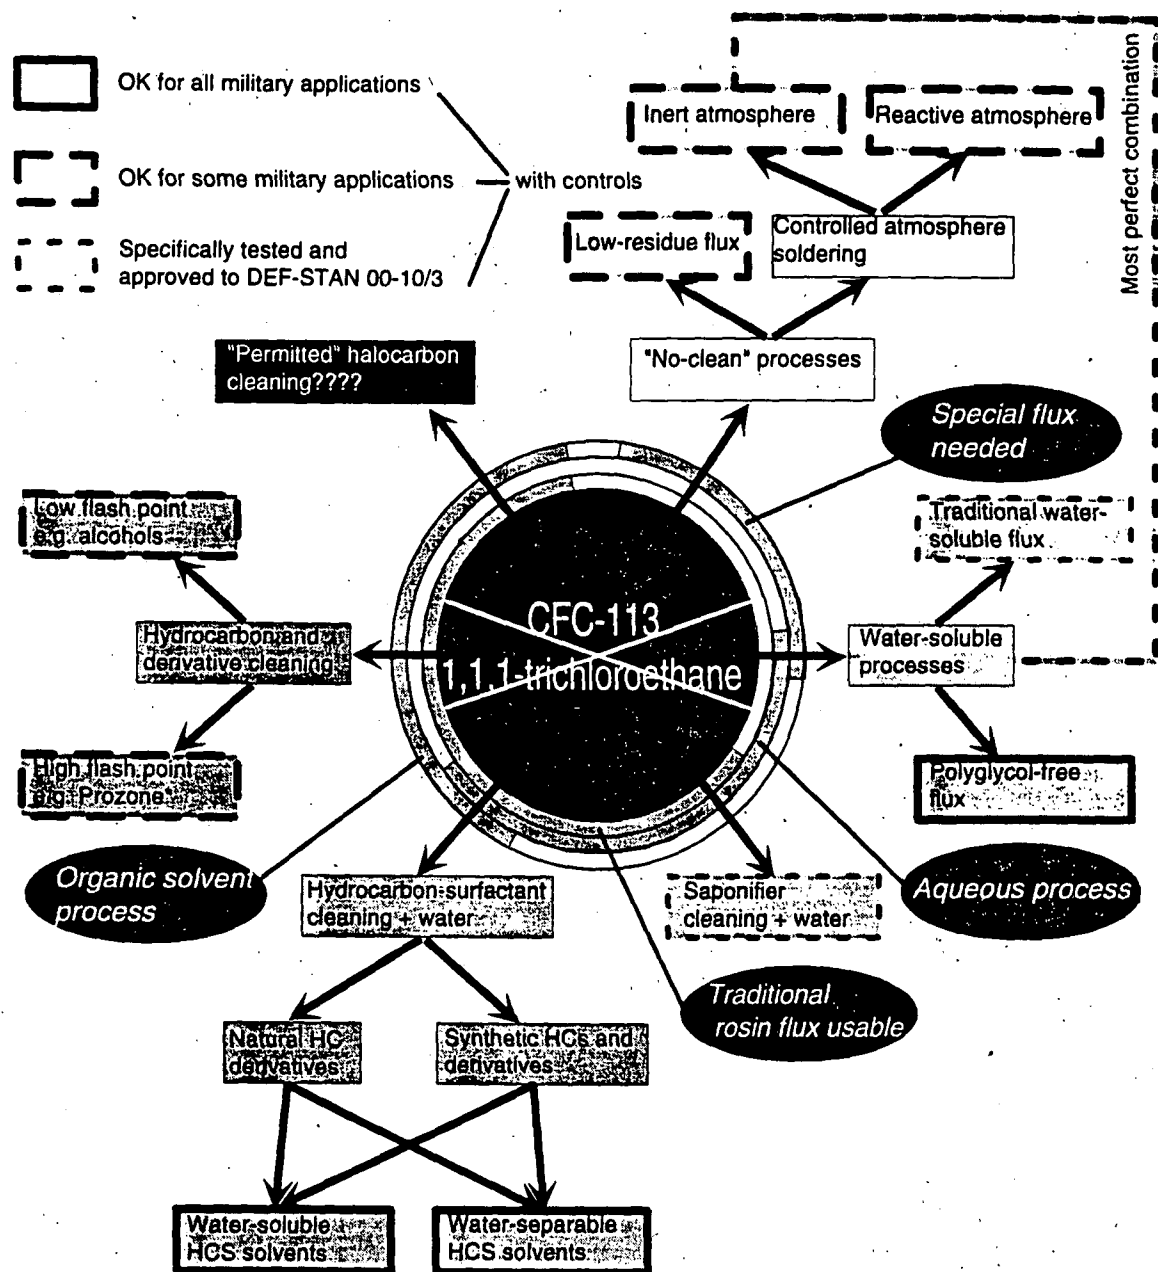 OK for all military applications
OK for some military applications
with controls
Specifically tested and
approved to DEF-STAN 00-10/3
Most perfect combination
Inert atmosphere
Reactive atmosphere
Low-residue flux
Controlled atmosphere
soldering
"Permitted" halocarbon
cleaning????
"No-clean" processes
Special flux
needed
Low flash point
e.g. alcohols
Traditional water-
soluble flux
CFC-113
1,1,1-trichloroethane
Hydrocarbon and
derivative cleaning
Water-soluble
processes
High flash point
e.g. Prozone
Polyglycol-free
flux
Organic solvent
process
Hydrocarbon-surfactant
cleaning + water
Saponifier
cleaning + water
Aqueous process
Traditional
rosin flux usable
Natural HC
derivatives
Synthetic HCs and
derivatives
Water-soluble
HCS solvents
Water-separable
HCS solvents